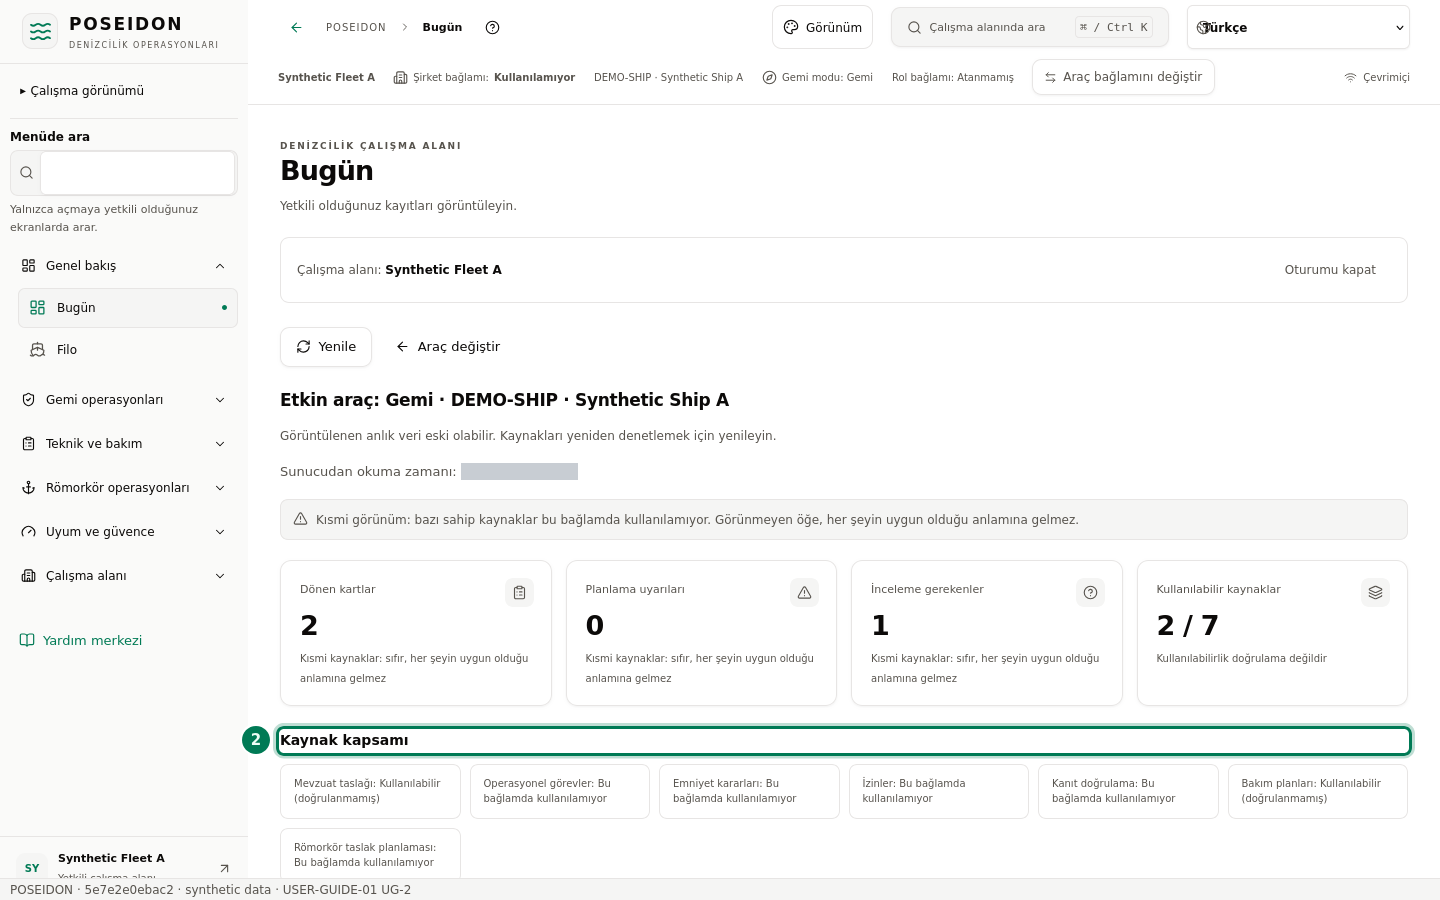 POSEIDON
DENİZCİLİK OPERASYONLARI
POSEIDON
Bugün
Görünüm
Çalışma alanında ara
⌘ / Ctrl K
Türkçe
Synthetic Fleet A
Şirket bağlamı: Kullanılamıyor
DEMO-SHIP · Synthetic Ship A
Gemi modu: Gemi
Rol bağlamı: Atanmamış
Araç bağlamını değiştir
Çevrimiçi
Çalışma görünümü
Menüde ara
Yalnızca açmaya yetkili olduğunuz
ekranlarda arar.
Genel bakış
Bugün
Filo
Gemi operasyonları
Teknik ve bakım
Römorkör operasyonları
Uyum ve güvence
Çalışma alanı
Yardım merkezi
SY
Synthetic Fleet A
Yetkili çalışma alanı
DENİZCİLİK ÇALIŞMA ALANI
Bugün
Yetkili olduğunuz kayıtları görüntüleyin.
Çalışma alanı: Synthetic Fleet A
Oturumu kapat
Yenile
Araç değiştir
Etkin araç: Gemi · DEMO-SHIP · Synthetic Ship A
Görüntülenen anlık veri eski olabilir. Kaynakları yeniden denetlemek için yenileyin.
Sunucudan okuma zamanı:
Kısmi görünüm: bazı sahip kaynaklar bu bağlamda kullanılamıyor. Görünmeyen öğe, her şeyin uygun olduğu anlamına gelmez.
Dönen kartlar
2
Kısmi kaynaklar: sıfır, her şeyin uygun olduğu
anlamına gelmez
Planlama uyarıları
0
Kısmi kaynaklar: sıfır, her şeyin uygun olduğu
anlamına gelmez
İnceleme gerekenler
1
Kısmi kaynaklar: sıfır, her şeyin uygun olduğu
anlamına gelmez
Kullanılabilir kaynaklar
2 / 7
Kullanılabilirlik doğrulama değildir
2
Kaynak kapsamı
Mevzuat taslağı: Kullanılabilir
(doğrulanmamış)
Operasyonel görevler: Bu
bağlamda kullanılamıyor
Emniyet kararları: Bu
bağlamda kullanılamıyor
İzinler: Bu bağlamda
kullanılamıyor
Kanıt doğrulama: Bu
bağlamda kullanılamıyor
Bakım planları: Kullanılabilir
(doğrulanmamış)
Römorkör taslak planlaması:
Bu bağlamda kullanılamıyor
POSEIDON · 5e7e2e0ebac2 · synthetic data · USER-GUIDE-01 UG-2